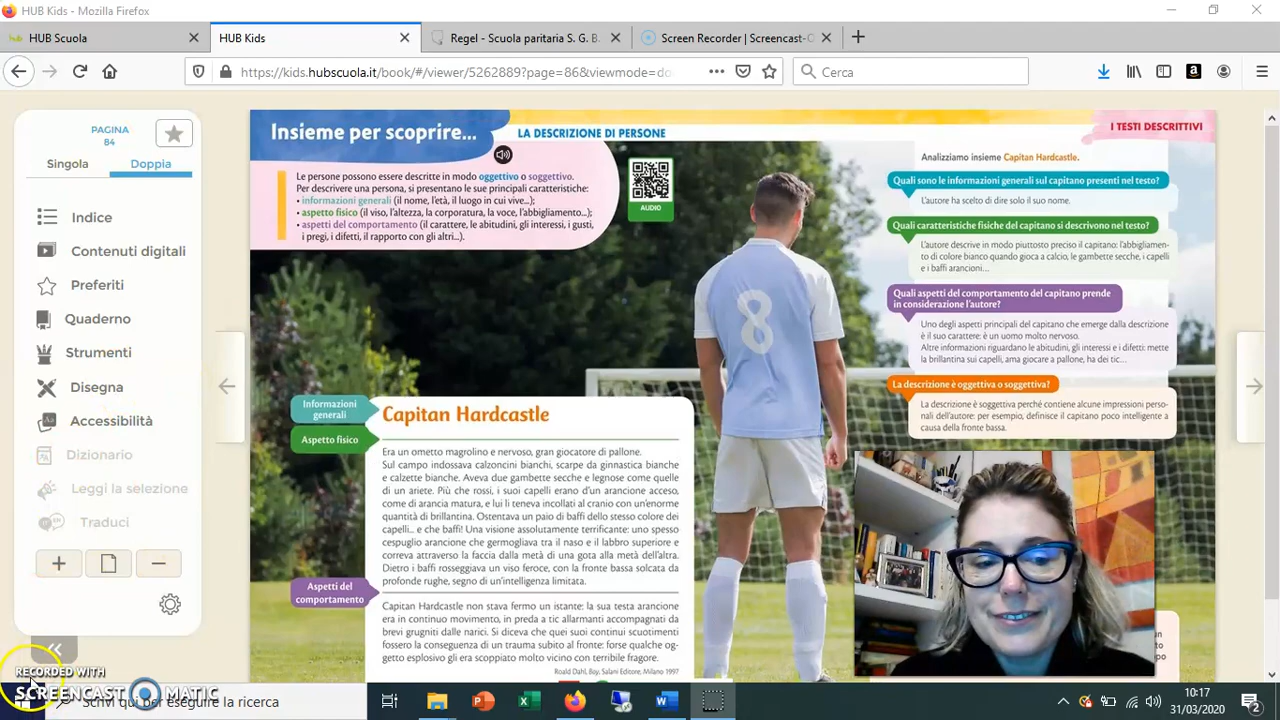 HUB Kids - Mozilla Firefox
HUB Scuola
HUB Kids
Regel - Scuola paritaria S. G. B.
Screen Recorder | Screencast-O
https://kids.hubscuola.it/book/#/viewer/5262889?page=86&viewmode=do
Cerca
PAGINA
84
Singola
Doppia
Indice
Contenuti digitali
Preferiti
Quaderno
Strumenti
Disegna
Accessibilità
Dizionario
Leggi la selezione
Traduci
Insieme per scoprire...
LA DESCRIZIONE DI PERSONE
I TESTI DESCRITTIVI
Le persone possono essere descritte in modo oggettivo o soggettivo.
Per descrivere una persona, si presentano le sue principali caratteristiche:
• informazioni generali (il nome, l'età, il luogo in cui vive...);
• aspetto fisico (il viso, l'altezza, la corporatura, la voce, l'abbigliamento...);
• aspetti del comportamento (il carattere, le abitudini, gli interessi, i gusti,
i pregi, i difetti, il rapporto con gli altri...).
AUDIO
8
Informazioni
generali
Aspetto fisico
Capitan Hardcastle
Era un ometto magrolino e nervoso, gran giocatore di pallone.
Sul campo indossava calzoncini bianchi, scarpe da ginnastica bianche
e calzette bianche. Aveva due gambette secche e legnose come quelle
di un ariete. Più che rossi, i suoi capelli erano d'un arancione acceso,
come di arancia matura, e lui li teneva incollati al cranio con un'enorme
quantità di brillantina. Ostentava un paio di baffi dello stesso colore dei
capelli... e che baffi! Una visione assolutamente terrificante: uno spesso
cespuglio arancione che germogliava tra il naso e il labbro superiore e
correva attraverso la faccia dalla metà di una gota alla metà dell'altra.
Dietro i baffi rosseggiava un viso feroce, con la fronte bassa solcata da
profonde rughe, segno di un'intelligenza limitata.
Aspetti del
comportamento
Capitan Hardcastle non stava fermo un istante: la sua testa arancione
era in continuo movimento, in preda a tic allarmanti accompagnati da
brevi grugniti dalle narici. Si diceva che quei suoi continui scuotimenti
fossero la conseguenza di un trauma subito al fronte: forse qualche og-
getto esplosivo gli era scoppiato molto vicino con terribile fragore.
Roald Dahl, Boy, Salani Editore, Milano 1997
Analizziamo insieme Capitan Hardcastle.
Quali sono le informazioni generali sul capitano presenti nel testo?
L'autore ha scelto di dire solo il suo nome.
Quali caratteristiche fisiche del capitano si descrivono nel testo?
L'autore descrive in modo piuttosto preciso il capitano: l'abbigliamen-
to di colore bianco quando gioca a calcio, le gambette secche, i capelli
e i baffi arancioni...
Quali aspetti del comportamento del capitano prende
in considerazione l'autore?
Uno degli aspetti principali del capitano che emerge dalla descrizione
è il suo carattere: è un uomo molto nervoso.
Altre informazioni riguardano le abitudini, gli interessi e i difetti: mette
la brillantina sui capelli, ama giocare a pallone, ha dei tic...
La descrizione è oggettiva o soggettiva?
La descrizione è soggettiva perché contiene alcune impressioni perso-
nali dell'autore: per esempio, definisce il capitano poco intelligente a
causa della fronte bassa.
RECORDED WITH
SCREENCAST MATIC
Scrivi qui per eseguire la ricerca
10:17
31/03/2020
2